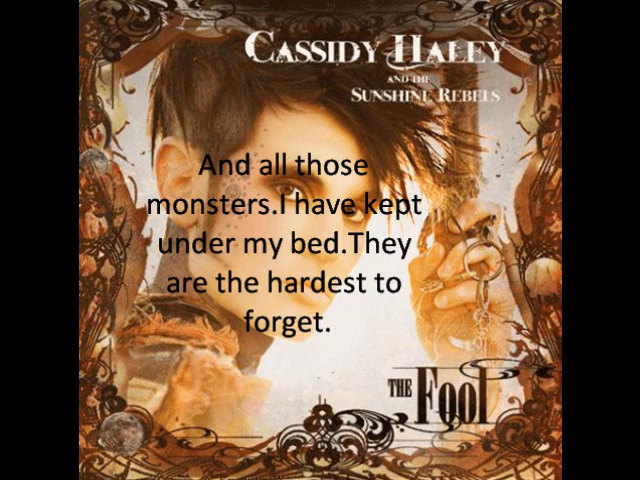 CASSIDY HALEY
AND THE
SUNSHINE REBELS
And all those
monsters.I have kept
under my bed.They
are the hardest to
forget.
THE FOOl